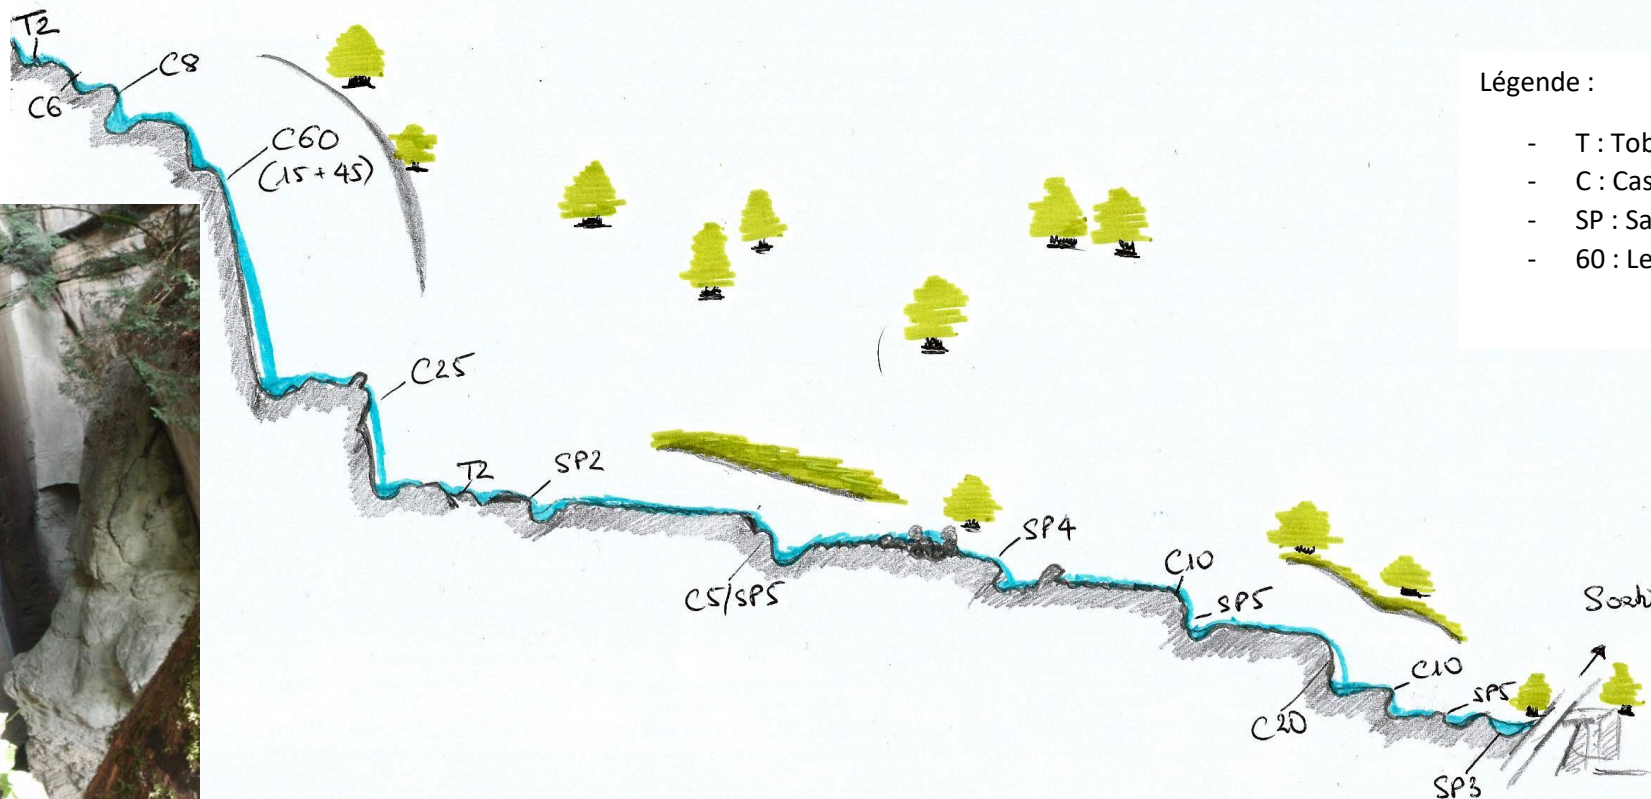 T2
C8
C6
C60
(15 + 45)
C25
T2
SP2
C5/SP5
SP4
C10
SP5
C20
C10
SP5
SP3
Légende :
- T : Tob
- C : Cas
- SP : Sa
- 60 : Le